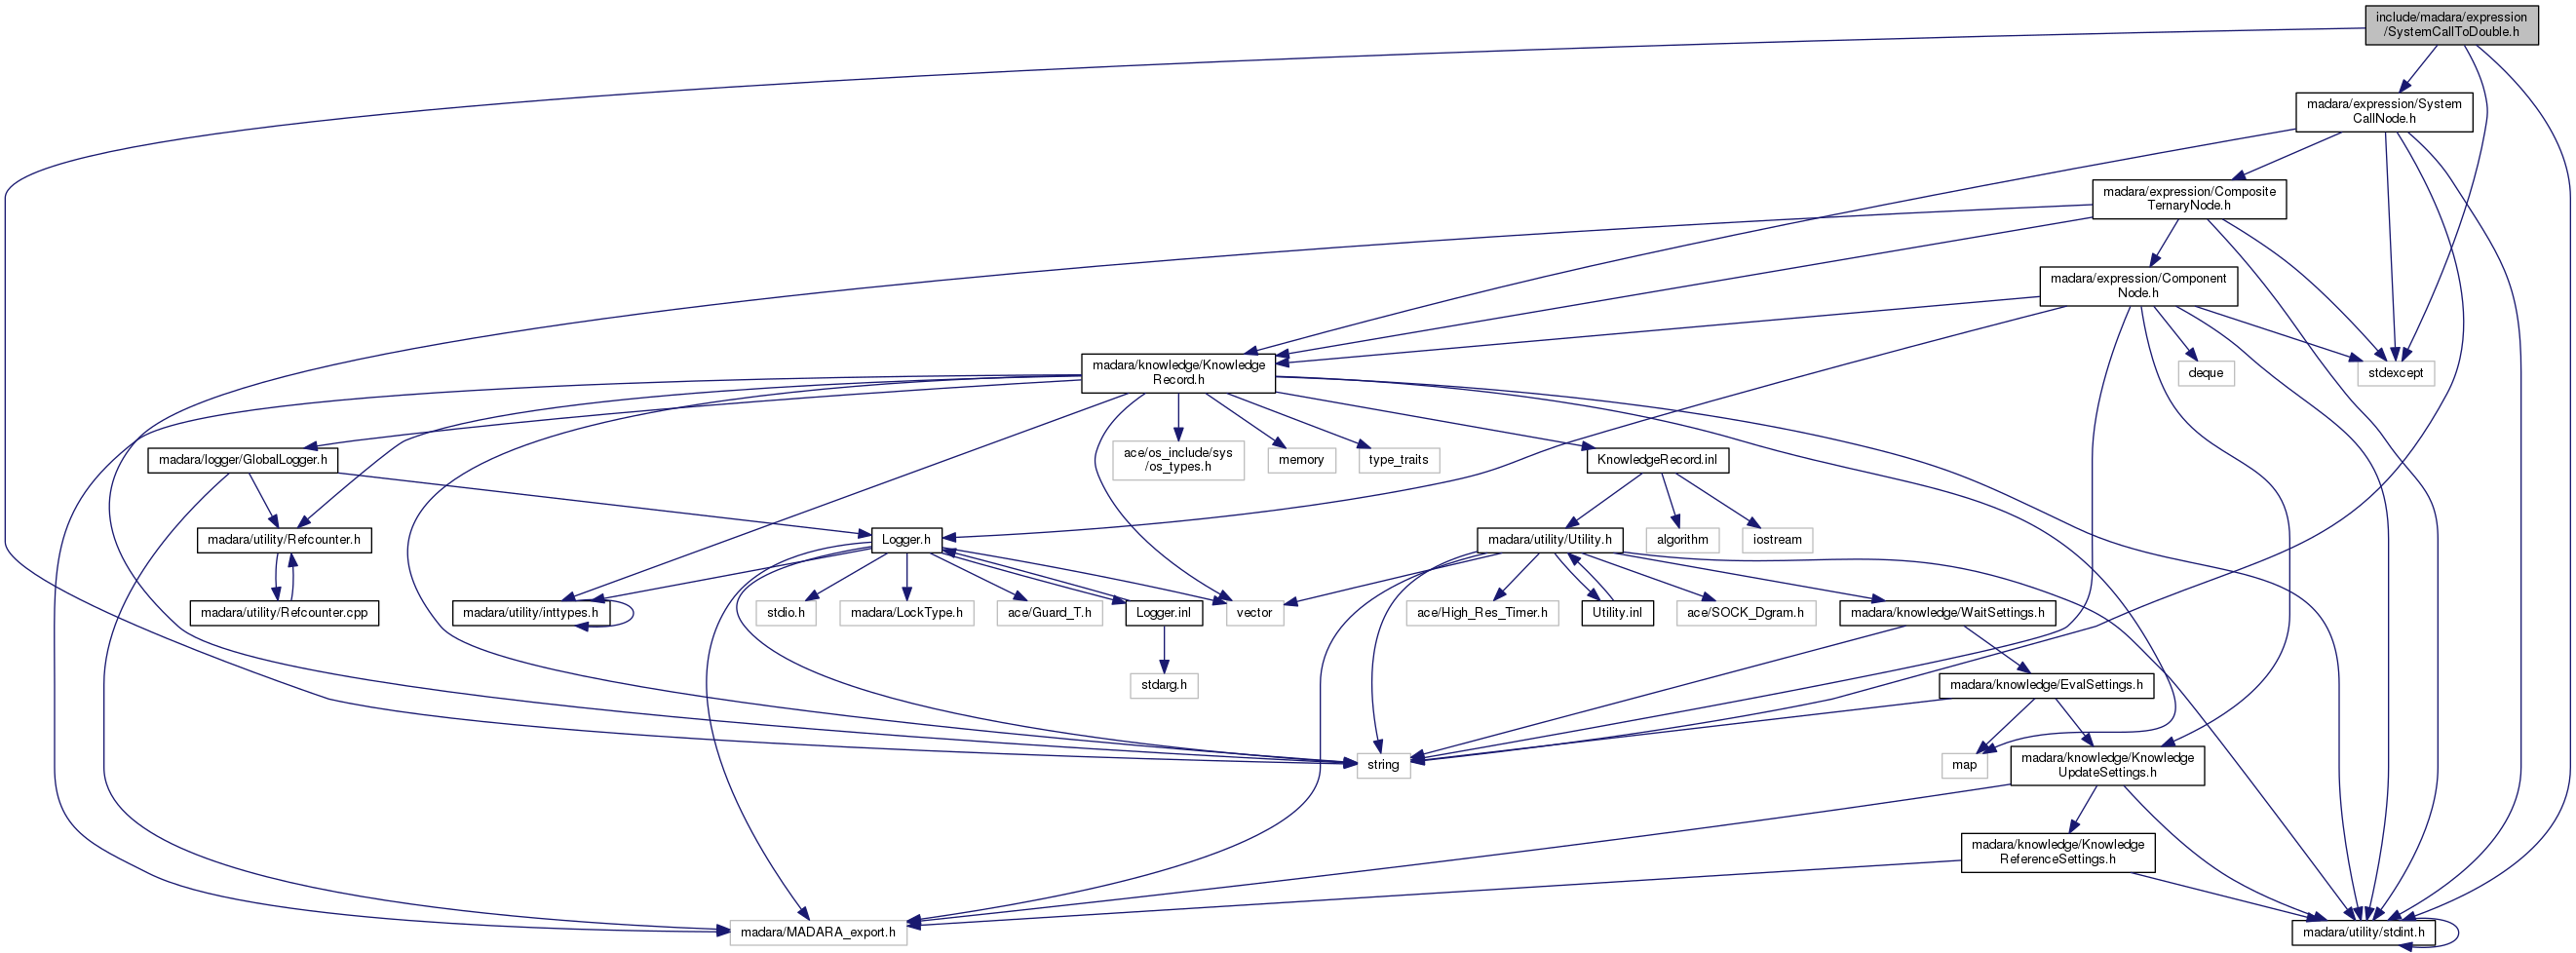 include/madara/expression
/SystemCallToDouble.h
madara/expression/System
CallNode.h
madara/expression/Composite
TernaryNode.h
madara/expression/Component
Node.h
madara/knowledge/Knowledge
Record.h
deque
stdexcept
madara/logger/GlobalLogger.h
ace/os_include/sys
/os_types.h
memory
type_traits
KnowledgeRecord.inl
madara/utility/Refcounter.h
Logger.h
madara/utility/Utility.h
algorithm
iostream
madara/utility/Refcounter.cpp
madara/utility/inttypes.h
stdio.h
madara/LockType.h
ace/Guard_T.h
Logger.inl
vector
ace/High_Res_Timer.h
Utility.inl
ace/SOCK_Dgram.h
madara/knowledge/WaitSettings.h
stdarg.h
madara/knowledge/EvalSettings.h
string
map
madara/knowledge/Knowledge
UpdateSettings.h
madara/knowledge/Knowledge
ReferenceSettings.h
madara/MADARA_export.h
madara/utility/stdint.h